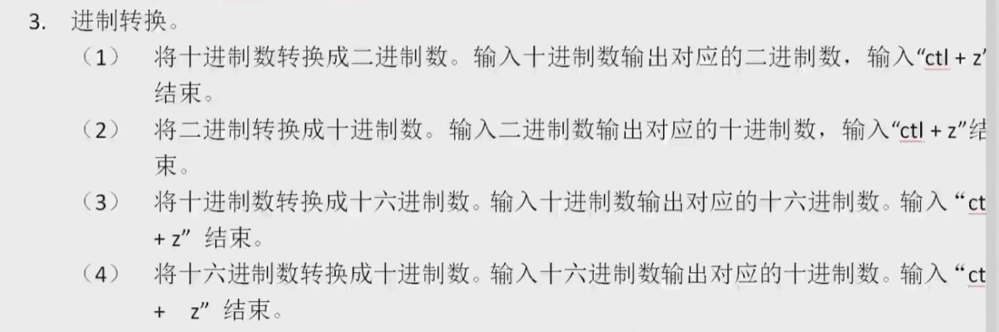 3. 进制转换。
（1） 将十进制数转换成二进制数。输入十进制数输出对应的二进制数，输入“ctl + z”
结束。
（2） 将二进制转换成十进制数。输入二进制数输出对应的十进制数，输入“ctl + z”结
束。
（3） 将十进制数转换成十六进制数。输入十进制数输出对应的十六进制数。输入“ct
+ z” 结束。
（4） 将十六进制数转换成十进制数。输入十六进制数输出对应的十进制数。输入“ct
+ z” 结束。